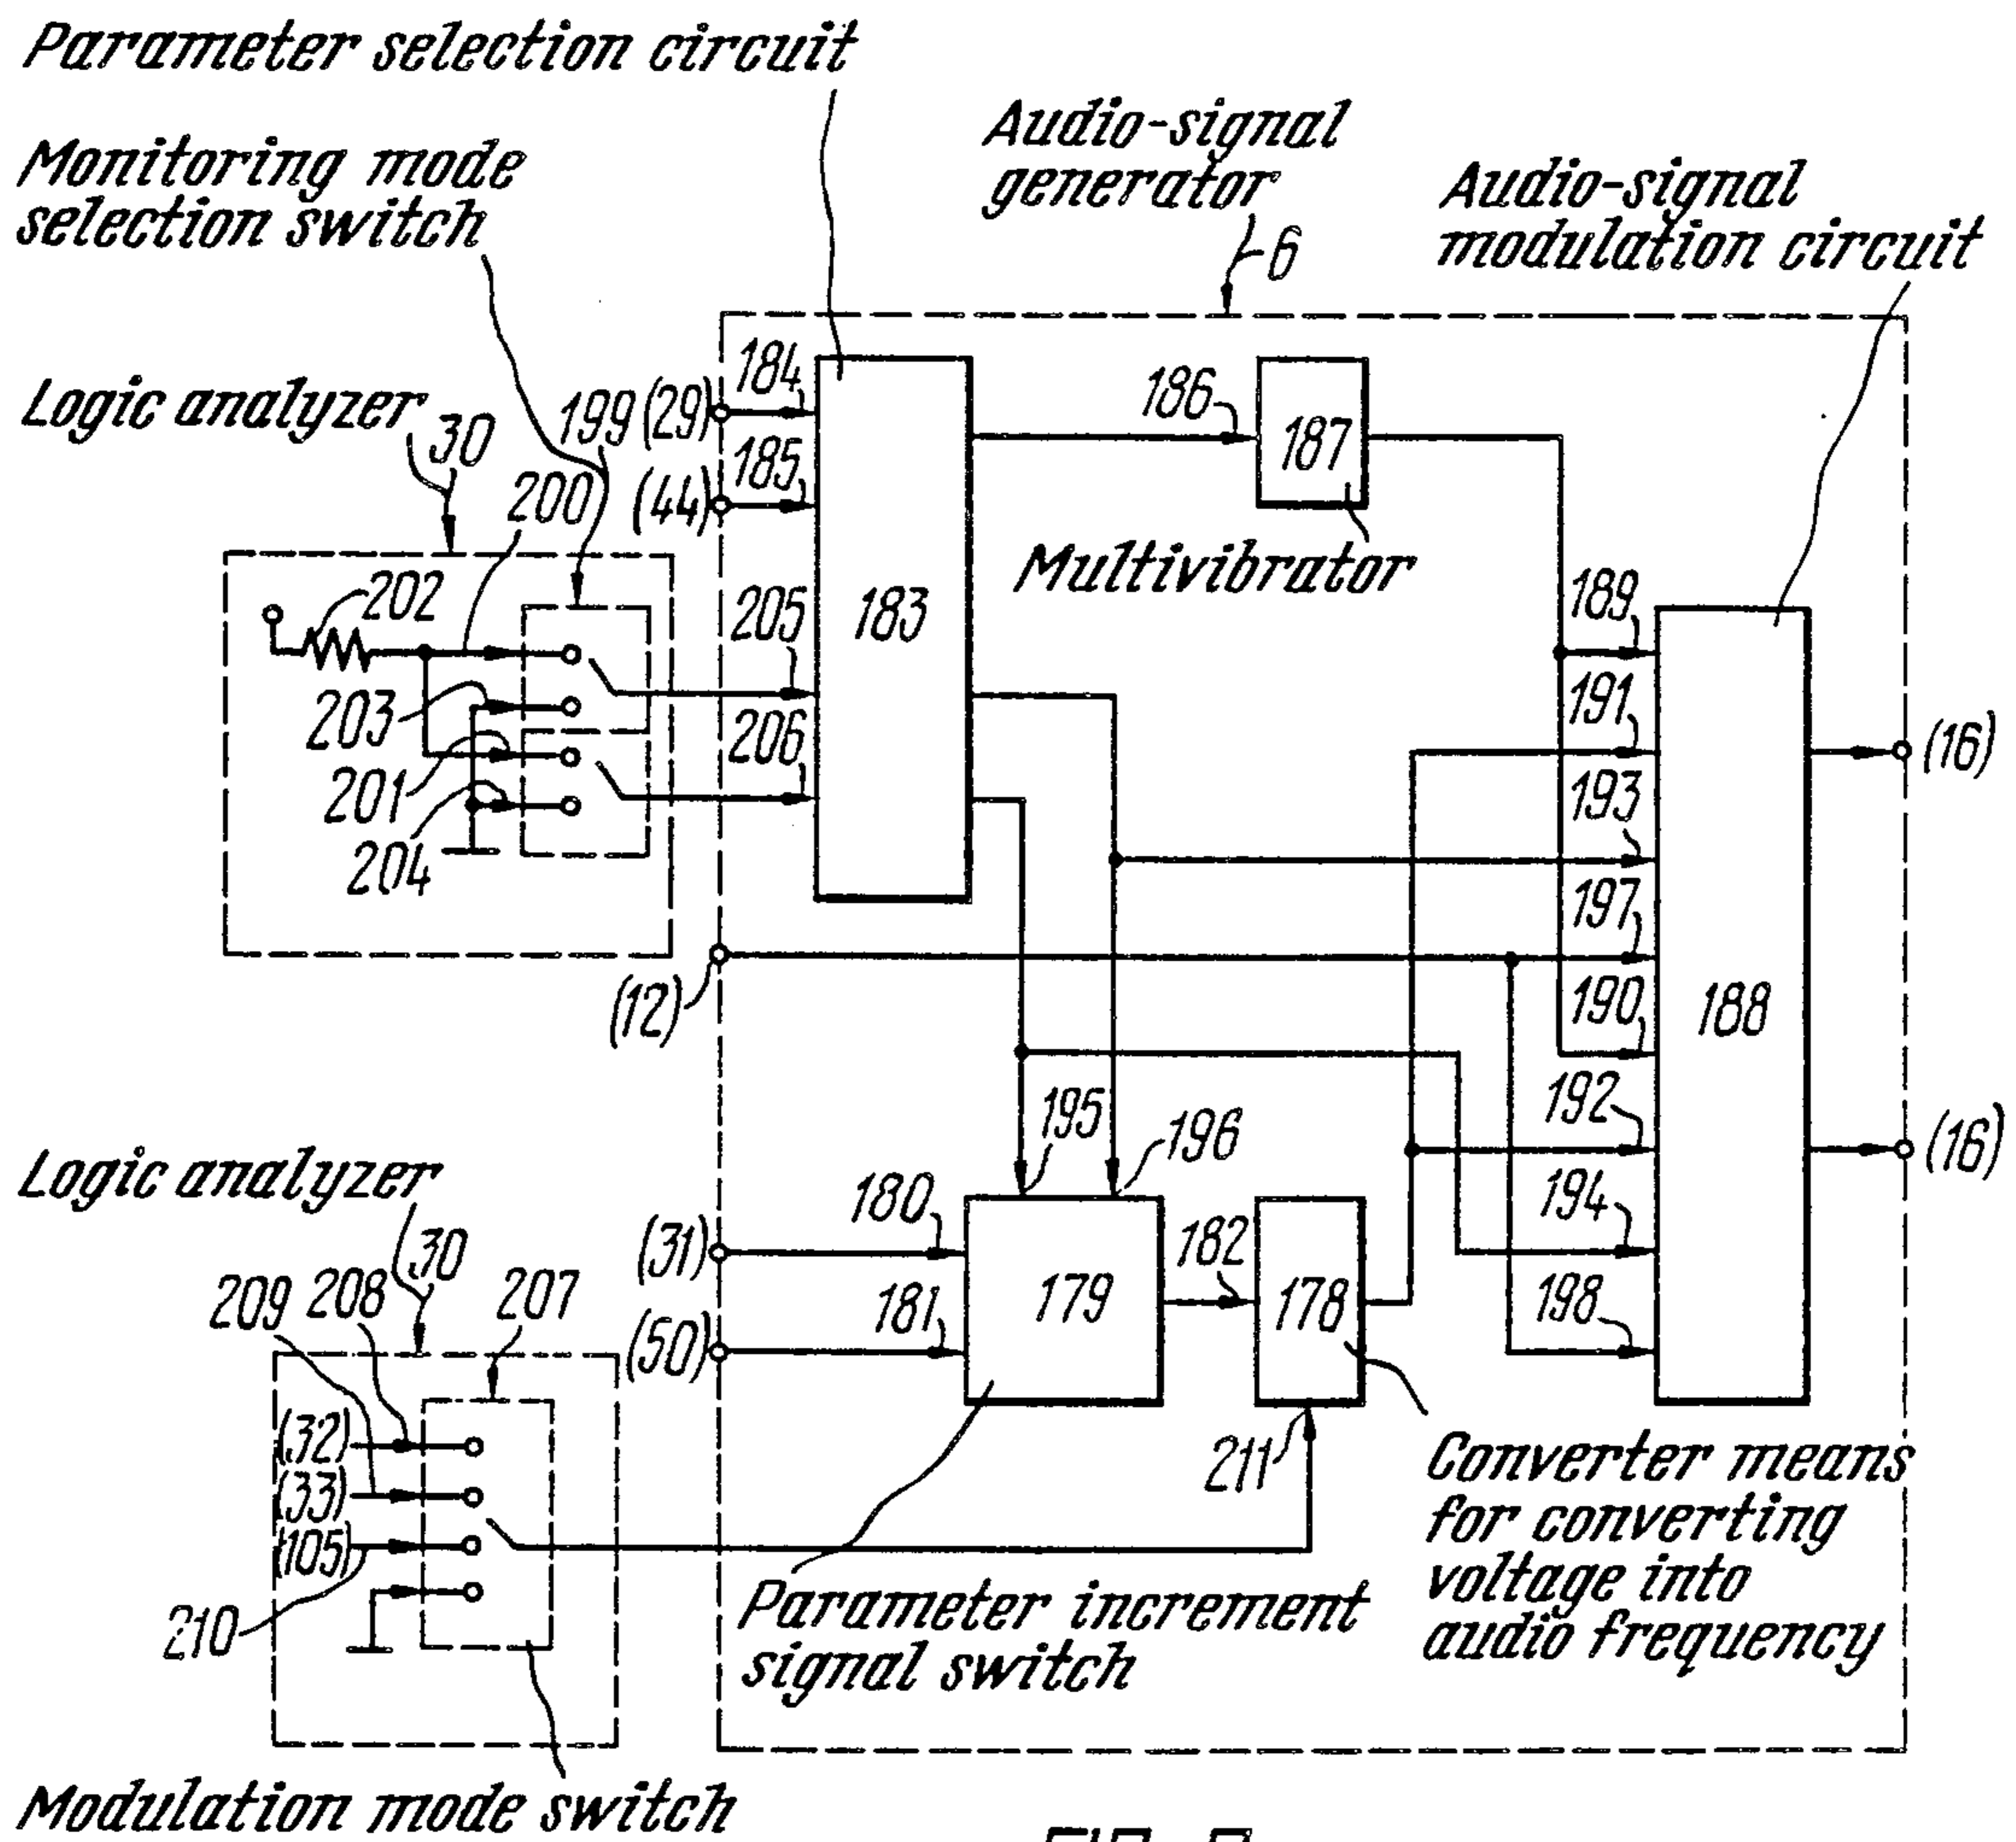 Parameter selection circuit
Monitoring mode
selection switch
Audio-signal
generator
6
Audio-signal
modulation circuit
Logic analyzer
30
199
200
(29)
184
(44)
185
186
187
Multivibrator
183
202
203
201
204
205
206
189
191
193
197
190
192
194
198
188
(16)
(16)
(12)
195
196
Logic analyzer
30
209
208
207
(31)
180
(50)
181
179
182
178
211
(32)
(33)
(105)
210
Converter means
for converting
voltage into
audio frequency
Parameter increment
signal switch
Modulation mode switch